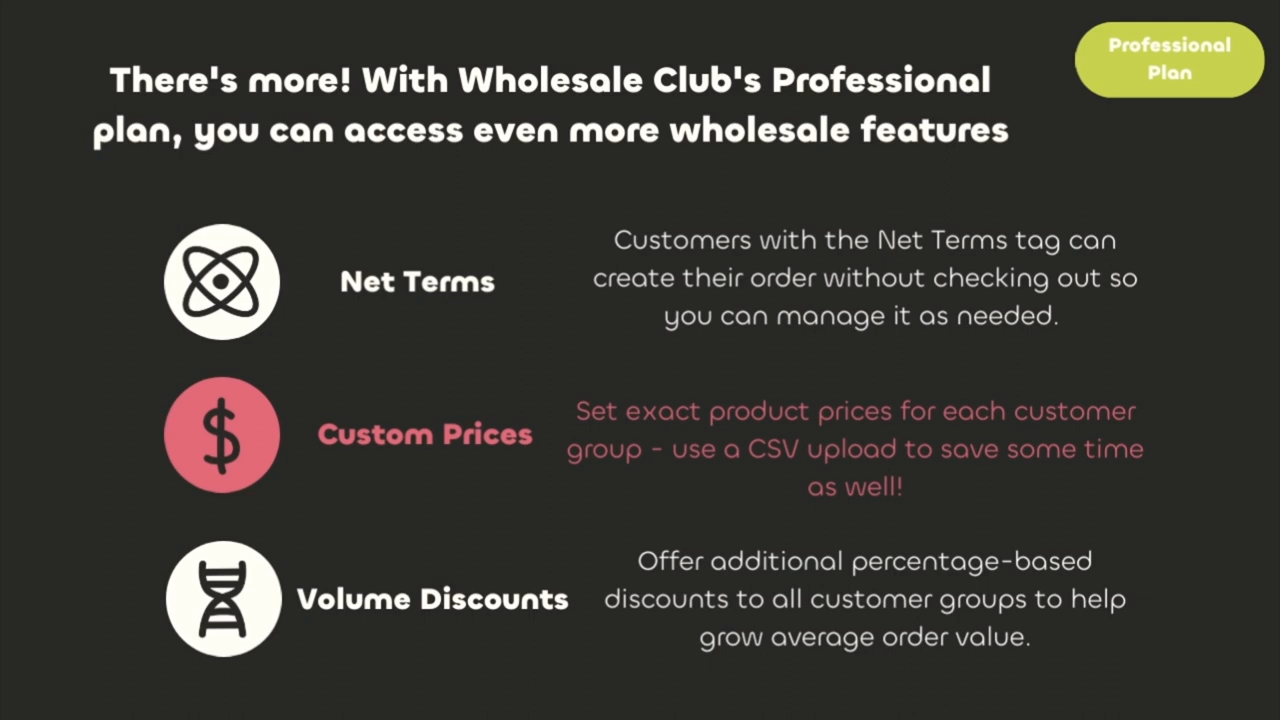 Professional
Plan
There's more! With Wholesale Club's Professional
plan, you can access even more wholesale features
Net Terms
Customers with the Net Terms tag can
create their order without checking out so
you can manage it as needed.
$
Custom Prices
Set exact product prices for each customer
group - use a CSV upload to save some time
as well!
Volume Discounts
Offer additional percentage-based
discounts to all customer groups to help
grow average order value.